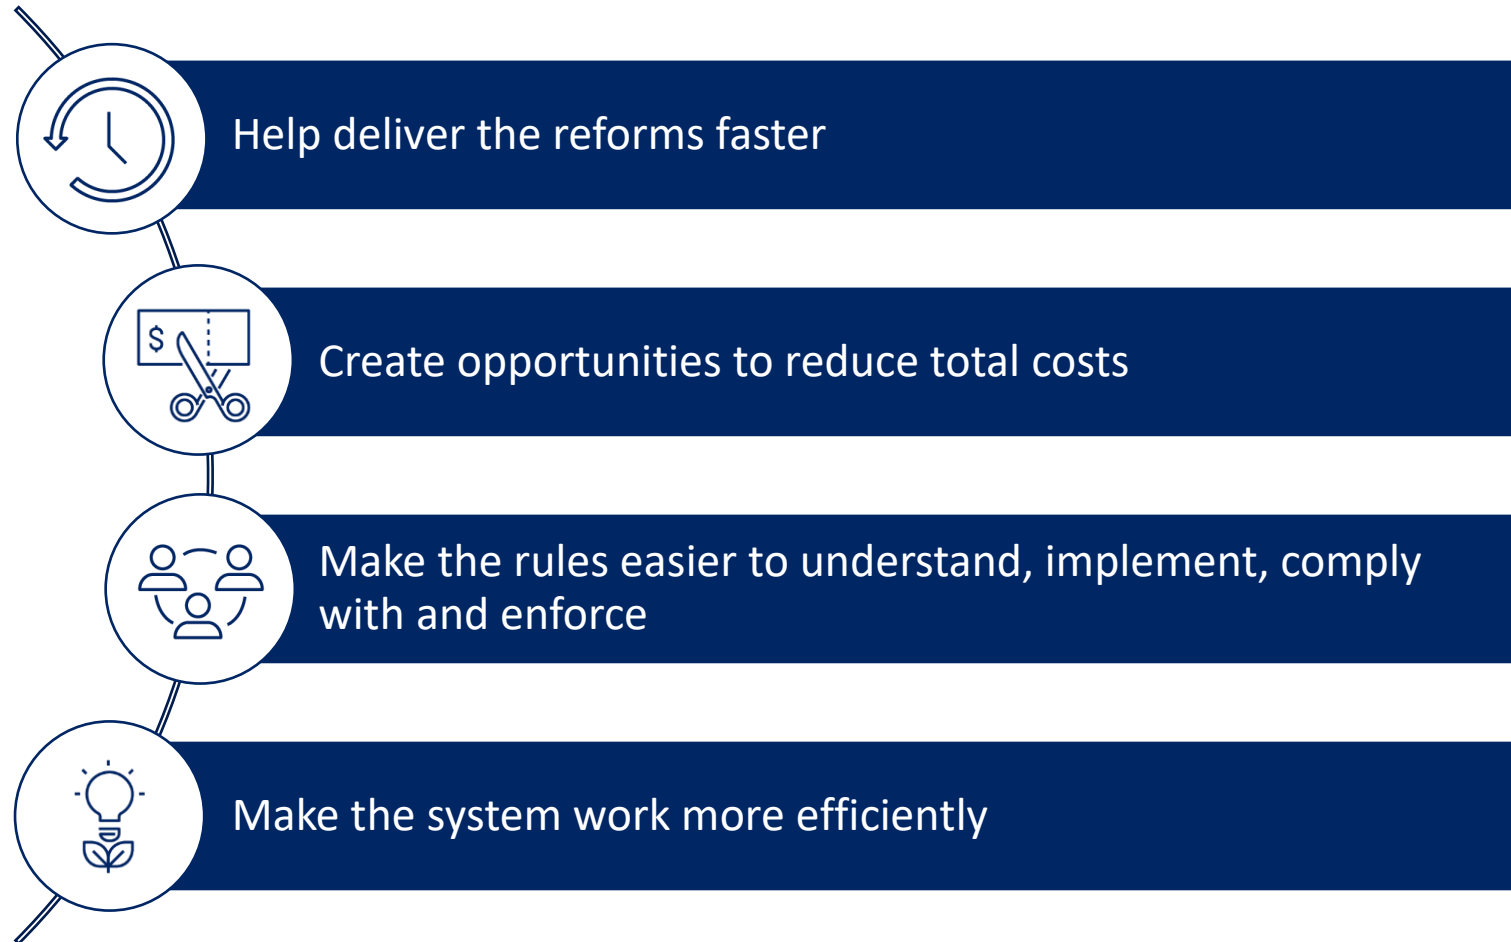 Help deliver the reforms faster
$
Create opportunities to reduce total costs
Make the rules easier to understand, implement, comply
with and enforce
Make the system work more efficiently